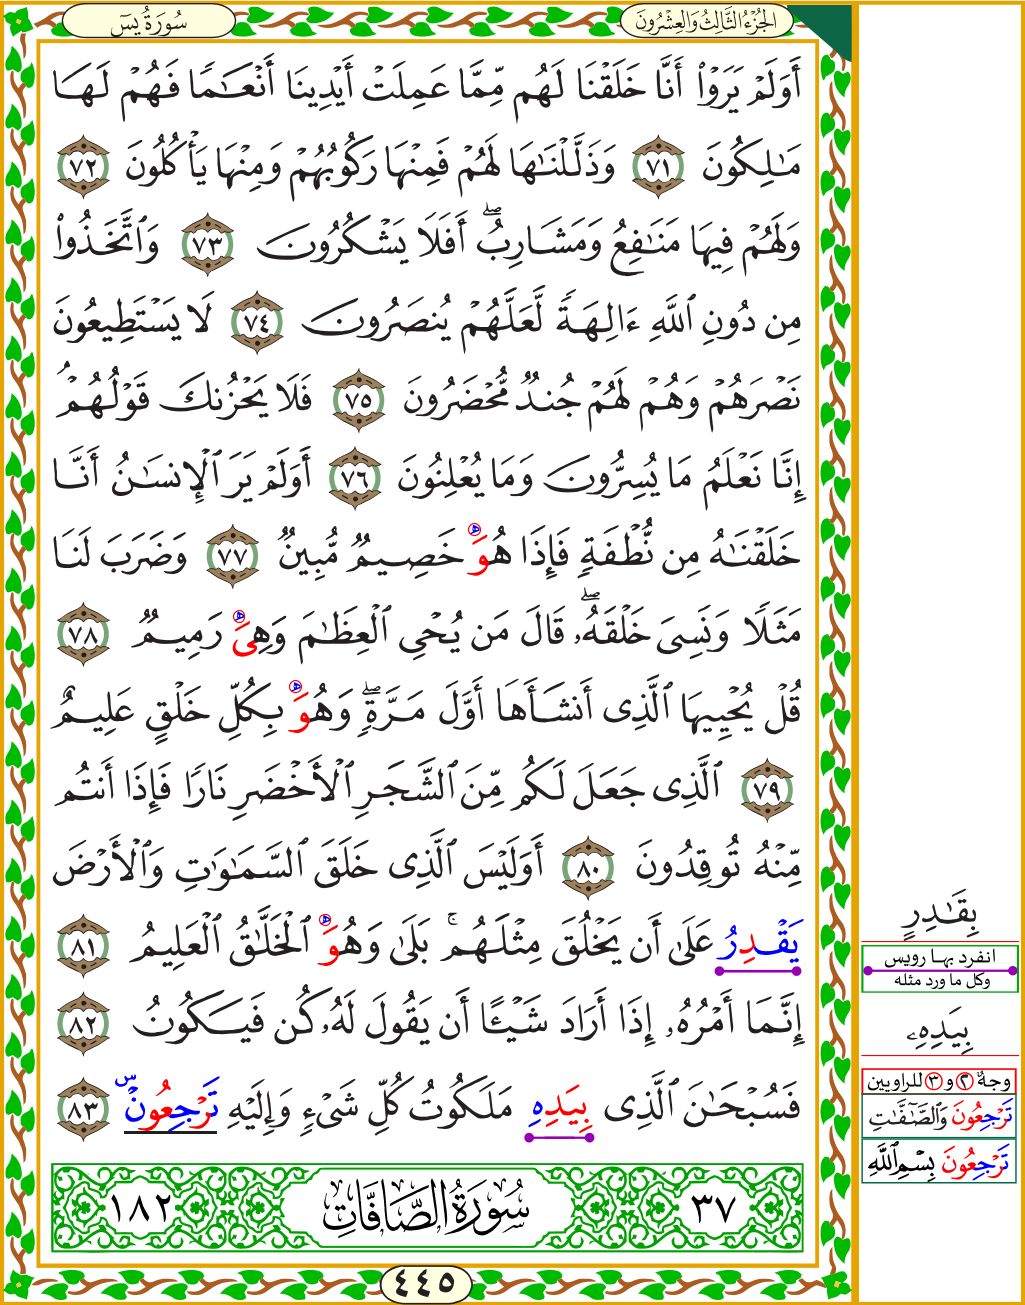 سُورَةُ يسٓ
الجُزْءُ الثَّالِثُ وَالعِشْرُونَ
أَوَلَمْ يَرَوْا۟ أَنَّا خَلَقْنَا لَهُم مِّمَّا عَمِلَتْ أَيْدِينَا أَنْعَـٰمًا فَهُمْ لَهَا
مَـٰلِكُونَ ٧١ وَذَلَّلْنَـٰهَا لَهُمْ فَمِنْهَا رَكُوبُهُمْ وَمِنْهَا يَأْكُلُونَ ٧٢
وَلَهُمْ فِيهَا مَنَـٰفِعُ وَمَشَارِبُ ۖ أَفَلَا يَشْكُرُونَ ٧٣ وَٱتَّخَذُوا۟
مِن دُونِ ٱللَّهِ ءَالِهَةً لَّعَلَّهُمْ يُنصَرُونَ ٧٤ لَا يَسْتَطِيعُونَ
نَصْرَهُمْ وَهُمْ لَهُمْ جُندٌ مُّحْضَرُونَ ٧٥ فَلَا يَحْزُنكَ قَوْلُهُمْ ۘ
إِنَّا نَعْلَمُ مَا يُسِرُّونَ وَمَا يُعْلِنُونَ ٧٦ أَوَلَمْ يَرَ ٱلْإِنسَـٰنُ أَنَّا
خَلَقْنَـٰهُ مِن نُّطْفَةٍ فَإِذَا هُوَ خَصِيمٌ مُّبِينٌ ٧٧ وَضَرَبَ لَنَا
مَثَلًا وَنَسِىَ خَلْقَهُۥ ۖ قَالَ مَن يُحْىِ ٱلْعِظَـٰمَ وَهِىَ رَمِيمٌ ٧٨
قُلْ يُحْيِيهَا ٱلَّذِى أَنشَأَهَا أَوَّلَ مَرَّةٍ ۖ وَهُوَ بِكُلِّ خَلْقٍ عَلِيمٌ
٧٩ ٱلَّذِى جَعَلَ لَكُم مِّنَ ٱلشَّجَرِ ٱلْأَخْضَرِ نَارًا فَإِذَا أَنتُم
مِّنْهُ تُوقِدُونَ ٨٠ أَوَلَيْسَ ٱلَّذِى خَلَقَ ٱلسَّمَـٰوَٰتِ وَٱلْأَرْضَ
يَقْدِرُ عَلَىٰ أَن يَخْلُقَ مِثْلَهُم ۚ بَلَىٰ وَهُوَ ٱلْخَلَّـٰقُ ٱلْعَلِيمُ ٨١
إِنَّمَا أَمْرُهُۥ إِذَا أَرَادَ شَيْـًٔا أَن يَقُولَ لَهُۥ كُن فَيَكُونُ ٨٢
فَسُبْحَـٰنَ ٱلَّذِى بِيَدِهِ مَلَكُوتُ كُلِّ شَىْءٍ وَإِلَيْهِ تَرْجِعُونَ ٨٣
٣٧ سُورَةُ الصَّافَّاتِ ١٨٢
٤٤٥
بِقَـٰدِرٍ
انفرد بها رويس
وكل ما ورد مثله
بِيَدِهِۦ
وجهٌ ٢ و ٣ للراويين
تَرْجِعُونَ وَٱلصَّـٰٓفَّـٰتِ
تَرْجِعُونَ بِسْمِ ٱللَّهِ